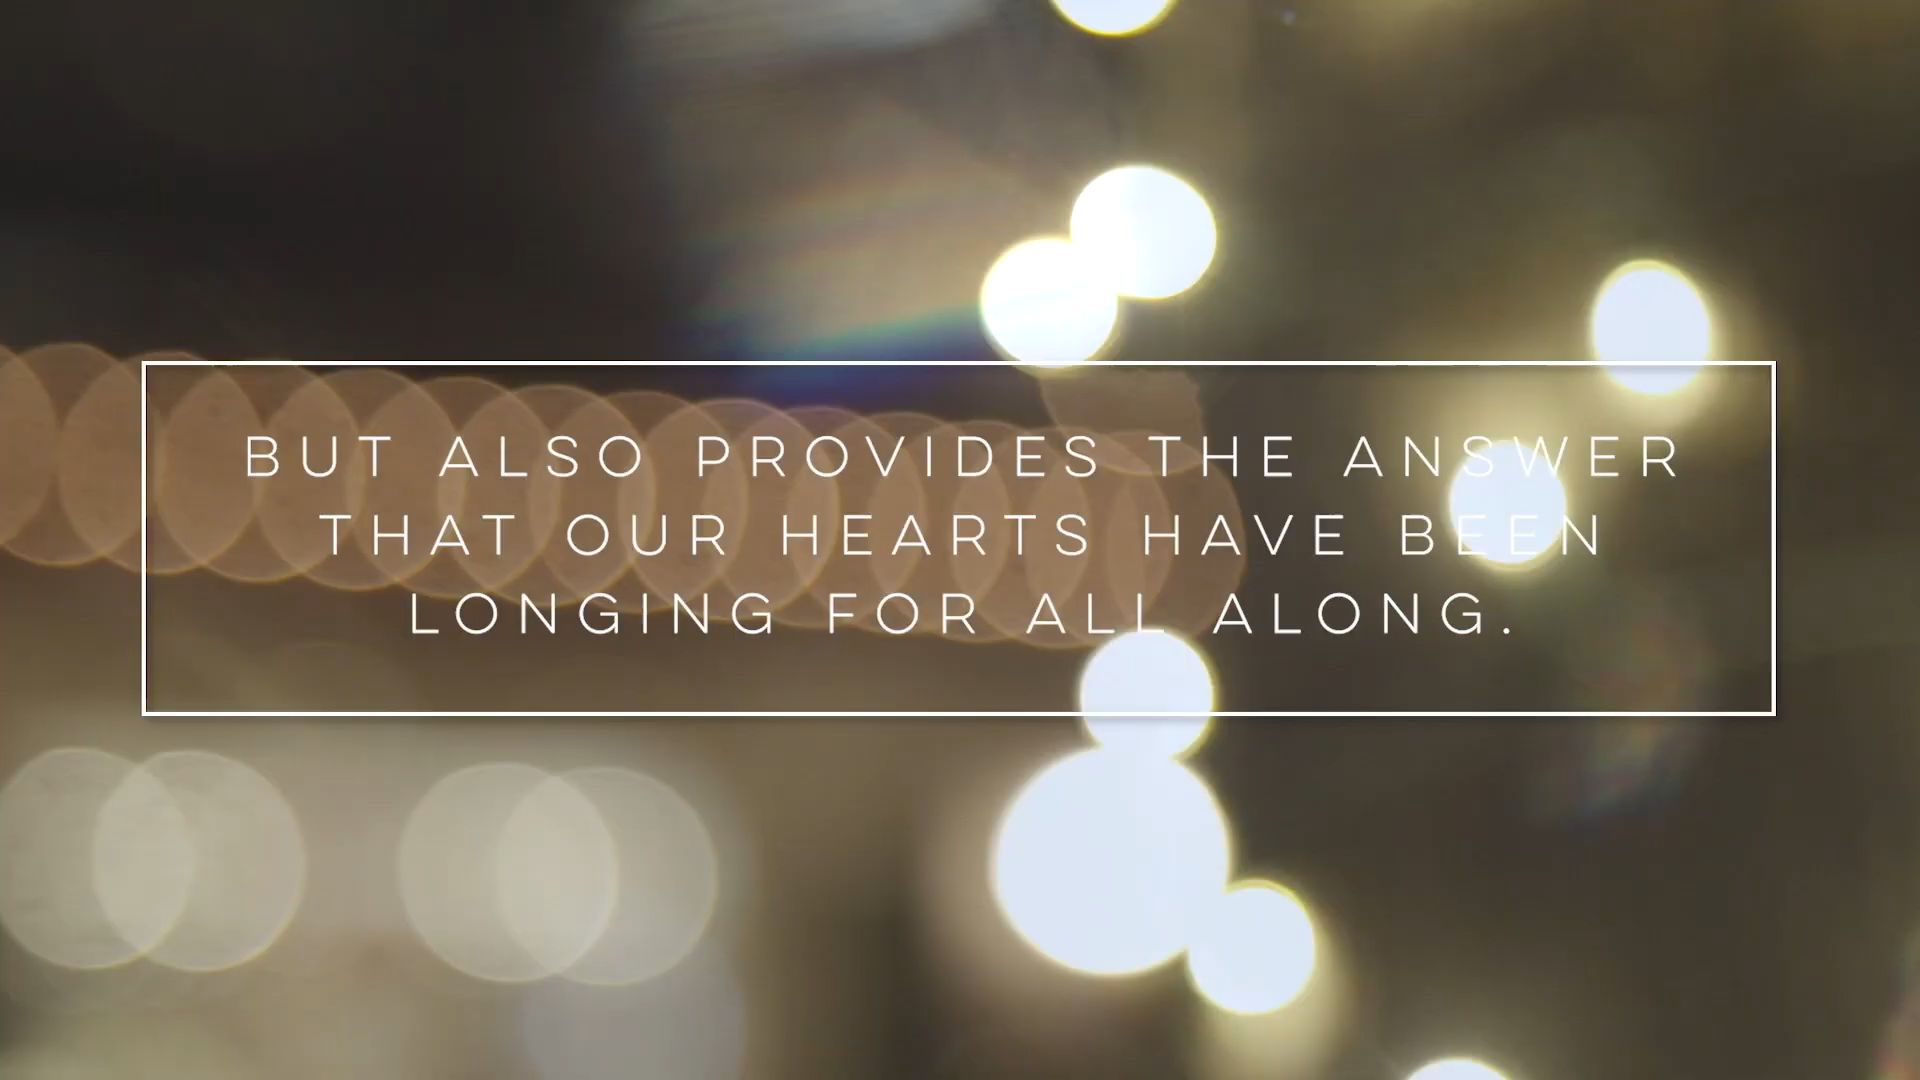 BUT ALSO PROVIDES THE ANSWER
THAT OUR HEARTS HAVE BEEN
LONGING FOR ALL ALONG.